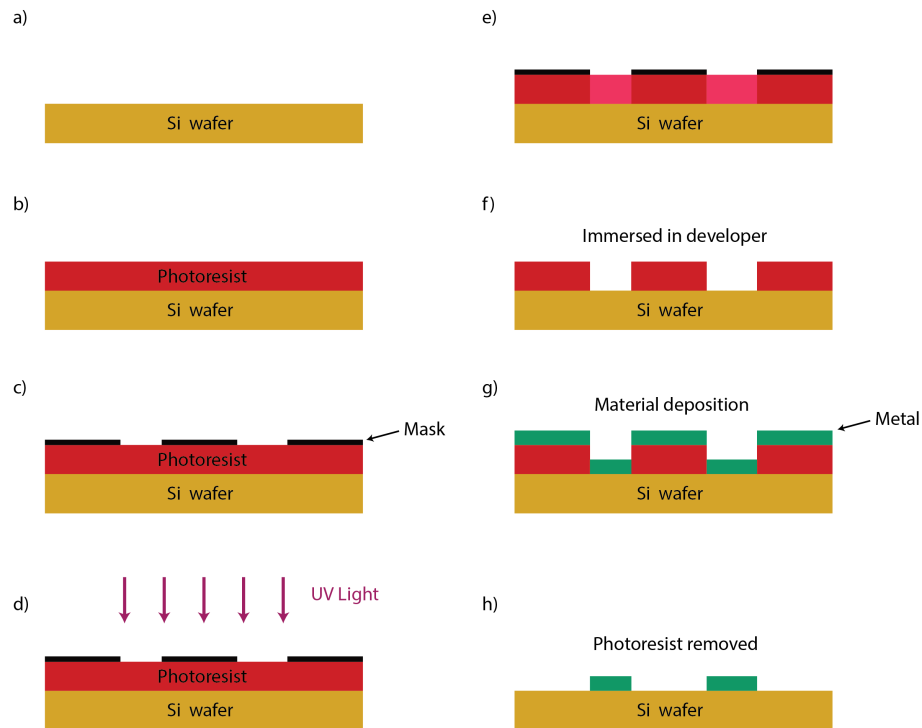 a)
Si wafer
b)
Photoresist
Si wafer
c)
Mask
Photoresist
Si wafer
d)
UV Light
Photoresist
Si wafer
e)
Si wafer
f)
Immersed in developer
Si wafer
g)
Material deposition
Metal
Si wafer
h)
Photoresist removed
Si wafer